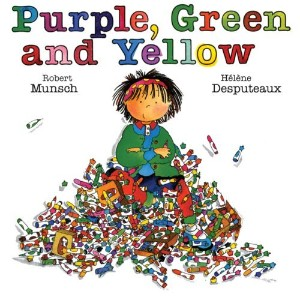 Purple, Green
and Yellow
Robert
Munsch
Hélène
Desputeaux